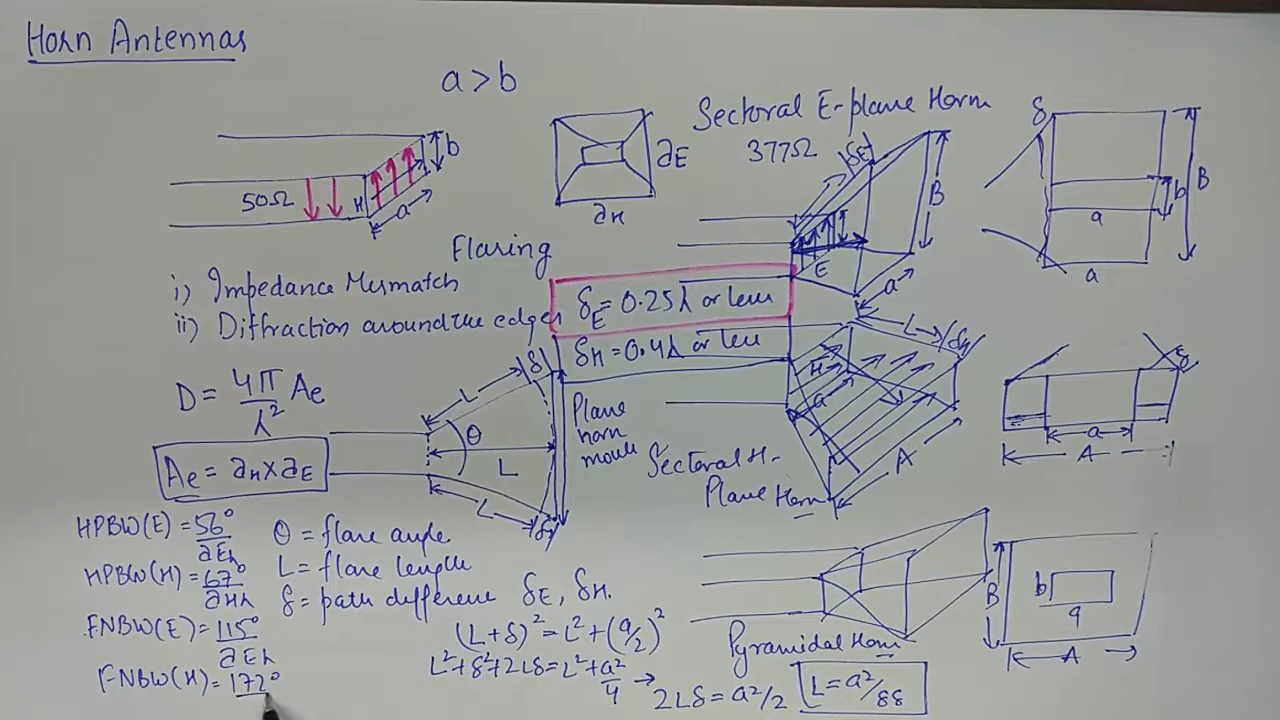 Horn Antennas
a > b
50Ω
H
b
a
∂E
∂H
Sectoral E-plane Horn
377Ω
δE
B
E
a
L
δ
b
B
a
a
Flaring
i) Impedance Mismatch
ii) Diffraction around the edges
δE = 0.25λ or less
δH = 0.4λ or less
D = 4π/λ² Ae
Ae = ∂H × ∂E
L
δ
θ
L
L
δ
Plane
horn
mouth
H
a
δH
A
Sectoral H-
Plane Horn
δ
a
A
HPBW(E) = 56°/∂Eλ
HPBW(H) = 67°/∂Hλ
FNBW(E) = 115°/∂Eλ
FNBW(H) = 172°
θ = flare angle
L = flare length
δ = path different δE, δH.
(L+δ)² = L² + (a/2)²
L² + δ² + 2Lδ = L² + a²/4 →
2Lδ = a²/2
L = a²/8δ
Pyramidal Horn
B
b
a
A